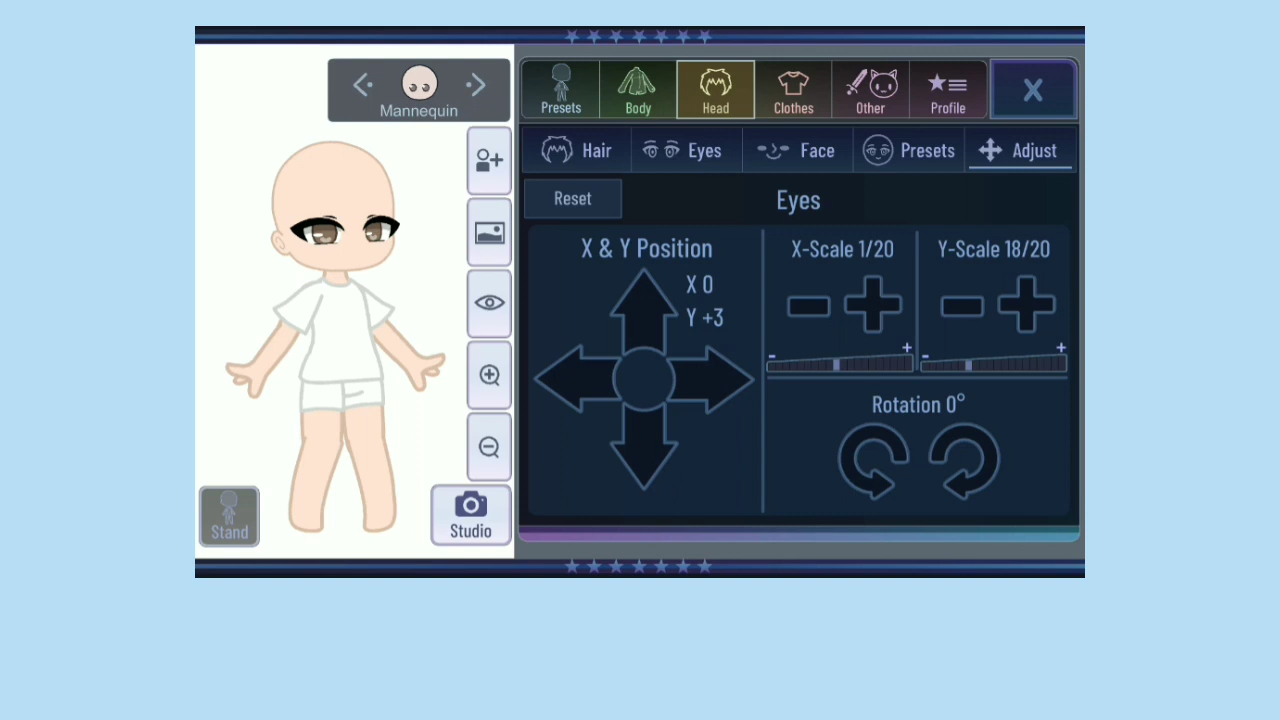 Mannequin
Presets
Body
Head
Clothes
Other
Profile
X
Hair
Eyes
Face
Presets
Adjust
Reset
Eyes
X & Y Position
X 0
Y +3
X-Scale 1/20
Y-Scale 18/20
- +
- +
Rotation 0°
Stand
Studio